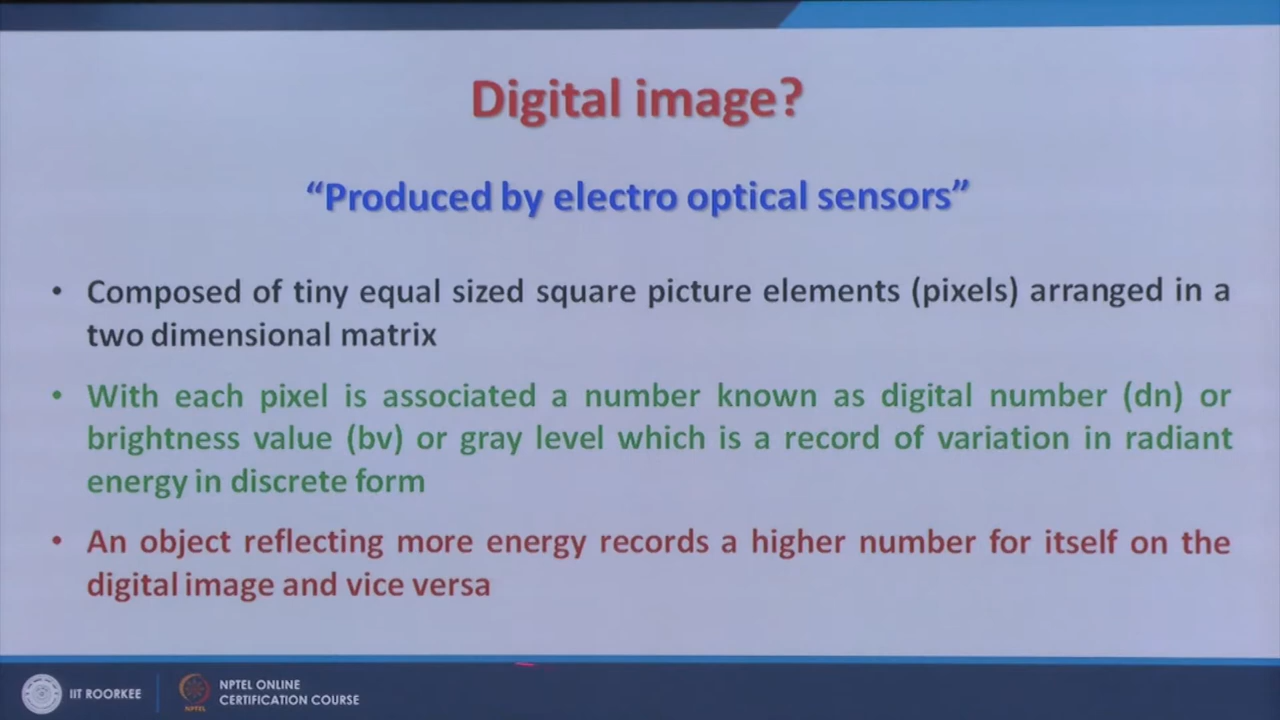 Digital image?
“Produced by electro optical sensors”
• Composed of tiny equal sized square picture elements (pixels) arranged in a
two dimensional matrix
• With each pixel is associated a number known as digital number (dn) or
brightness value (bv) or gray level which is a record of variation in radiant
energy in discrete form
• An object reflecting more energy records a higher number for itself on the
digital image and vice versa
IIT ROORKEE
NPTEL
NPTEL ONLINE
CERTIFICATION COURSE